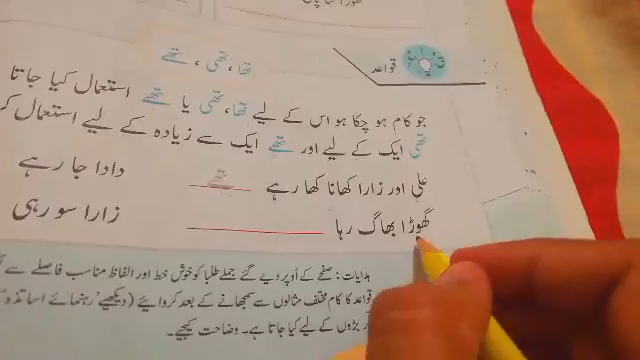 قواعد
تھا، تھی، تھے
جو کام ہو چکا ہو اس کے لیے تھا، تھی یا تھے استعمال کیا جاتا
تھی ایک کے لیے اور تھے ایک سے زیادہ کے لیے استعمال
علی اور زارا کھانا کھا رہے تھے
دادا جا رہے
گھوڑا بھاگ رہا
زارا سو رہی
ہدایات: صفحے کے اُوپر دیے گئے جملے طلبا کو خوش خط اور الفاظ مناسب فاصلے سے
قواعد کا کام مختلف مثالوں سے سمجھانے کے بعد کروائیے (دیکھیے 'رہنمائے اساتذہ'
بڑوں کے لیے کیا جاتا ہے۔ وضاحت کیجیے۔